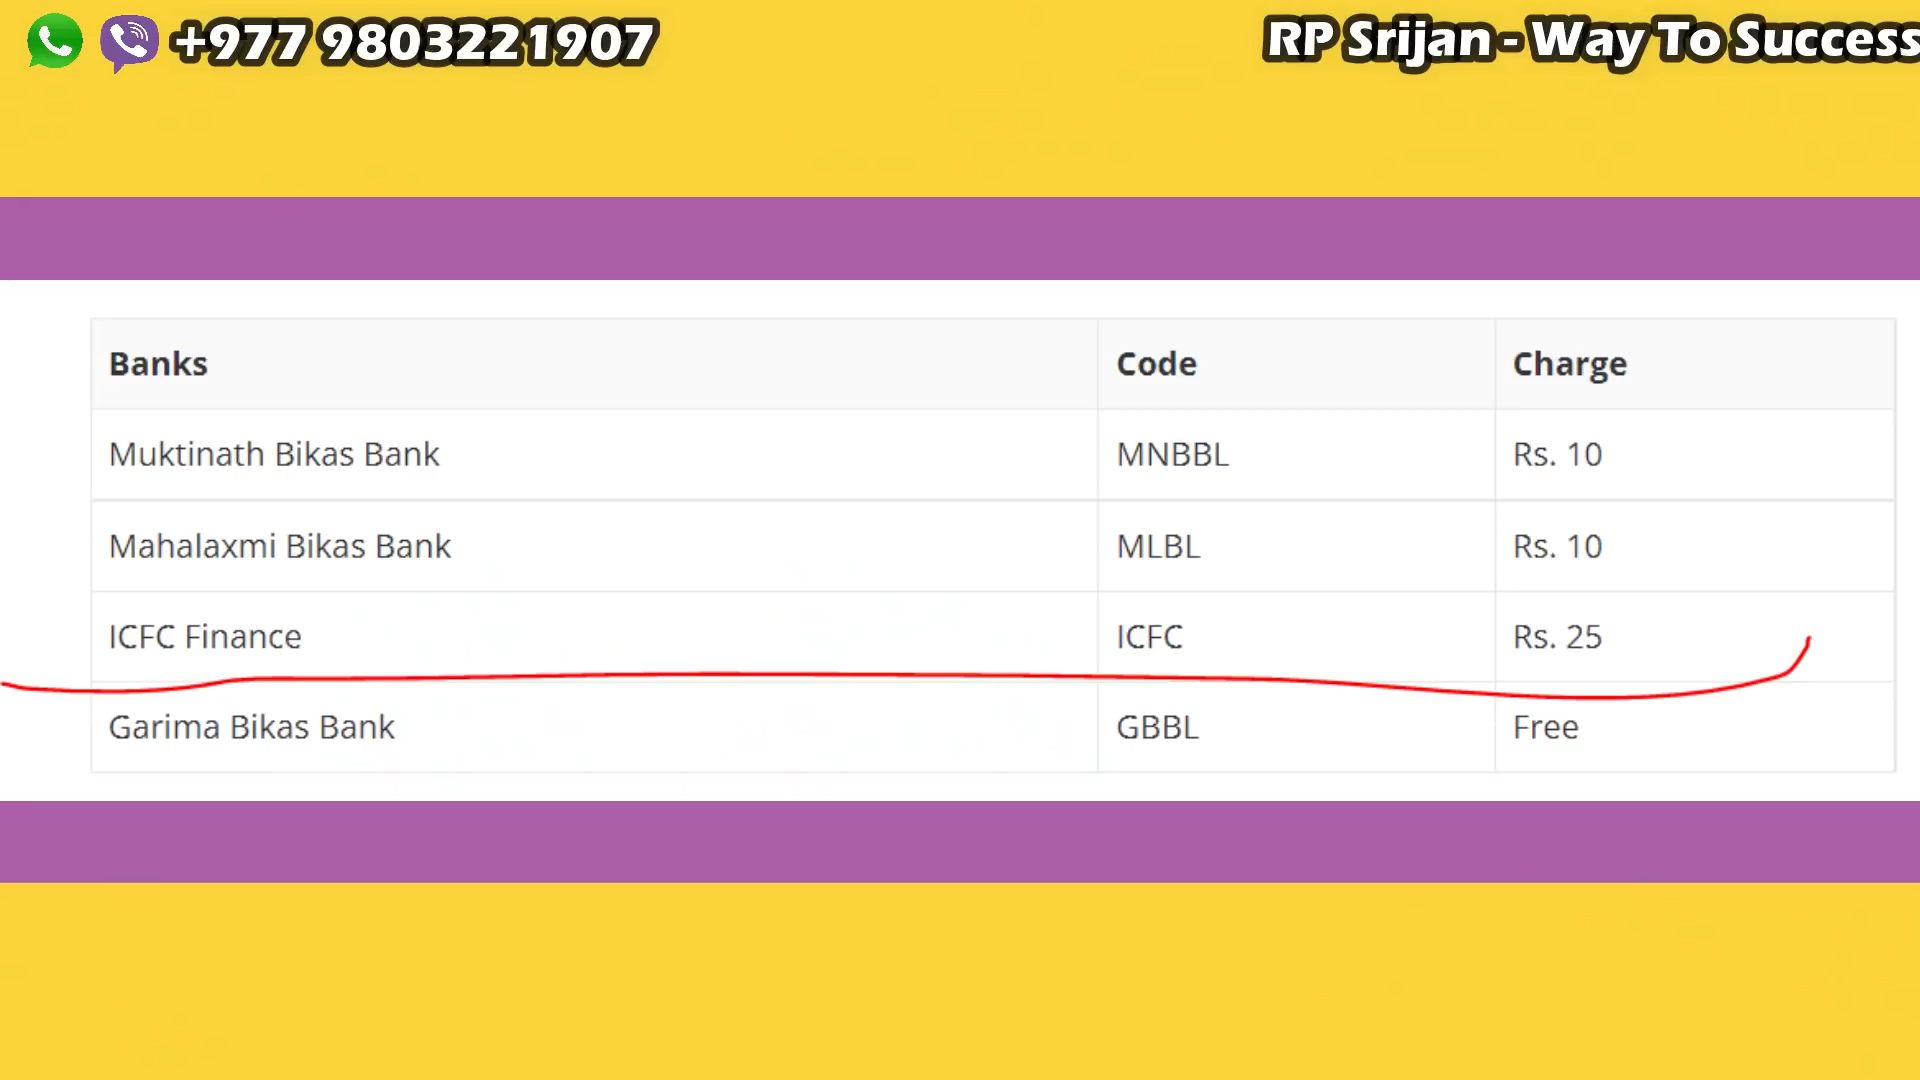 +977 9803221907 RP Srijan - Way To Success
Banks Code Charge
Muktinath Bikas Bank MNBBL Rs. 10
Mahalaxmi Bikas Bank MLBL Rs. 10
ICFC Finance ICFC Rs. 25
Garima Bikas Bank GBBL Free